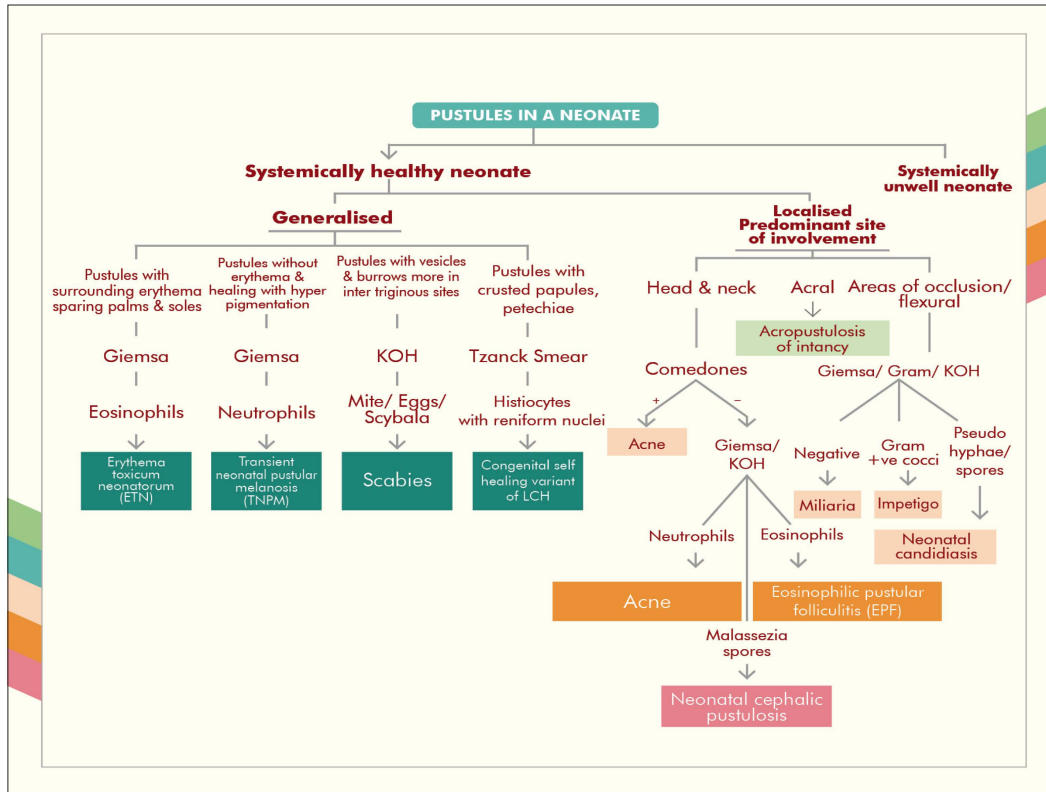 PUSTULES IN A NEONATE
Systemically healthy neonate
Systemically
unwell neonate
Generalised
Localised
Predominant site
of involvement
Pustules with
surrounding erythema
sparing palms & soles
Pustules without
erythema &
healing with hyper
pigmentation
Pustules with vesicles
& burrows more in
inter triginous sites
Pustules with
crusted papules,
petechiae
Giemsa
Giemsa
KOH
Tzanck Smear
Eosinophils
Neutrophils
Mite/ Eggs/
Scybala
Histiocytes
with reniform nuclei
Erythema
toxicum
neonatorum
(ETN)
Transient
neonatal pustular
melanosis
(TNPM)
Scabies
Congenital self
healing variant
of LCH
Head & neck
Acral
Areas of occlusion/
flexural
Acropustulosis
of intancy
Comedones
Giemsa/ Gram/ KOH
+
–
Acne
Giemsa/
KOH
Negative
Gram
+ve cocci
Pseudo
hyphae/
spores
Miliaria
Impetigo
Neonatal
candidiasis
Neutrophils
Eosinophils
Acne
Eosinophilic pustular
folliculitis (EPF)
Malassezia
spores
Neonatal cephalic
pustulosis